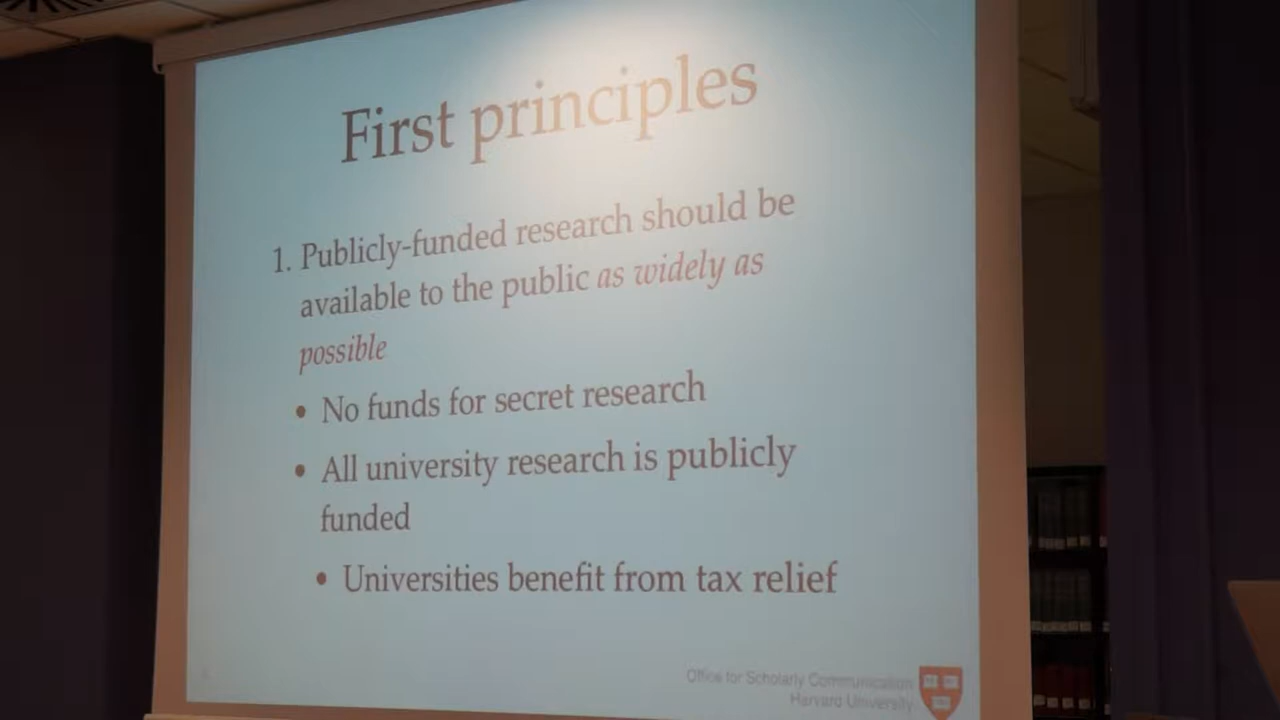 First principles
1. Publicly-funded research should be
available to the public as widely as
possible
• No funds for secret research
• All university research is publicly
funded
• Universities benefit from tax relief
Office for Scholarly Communication
Harvard University